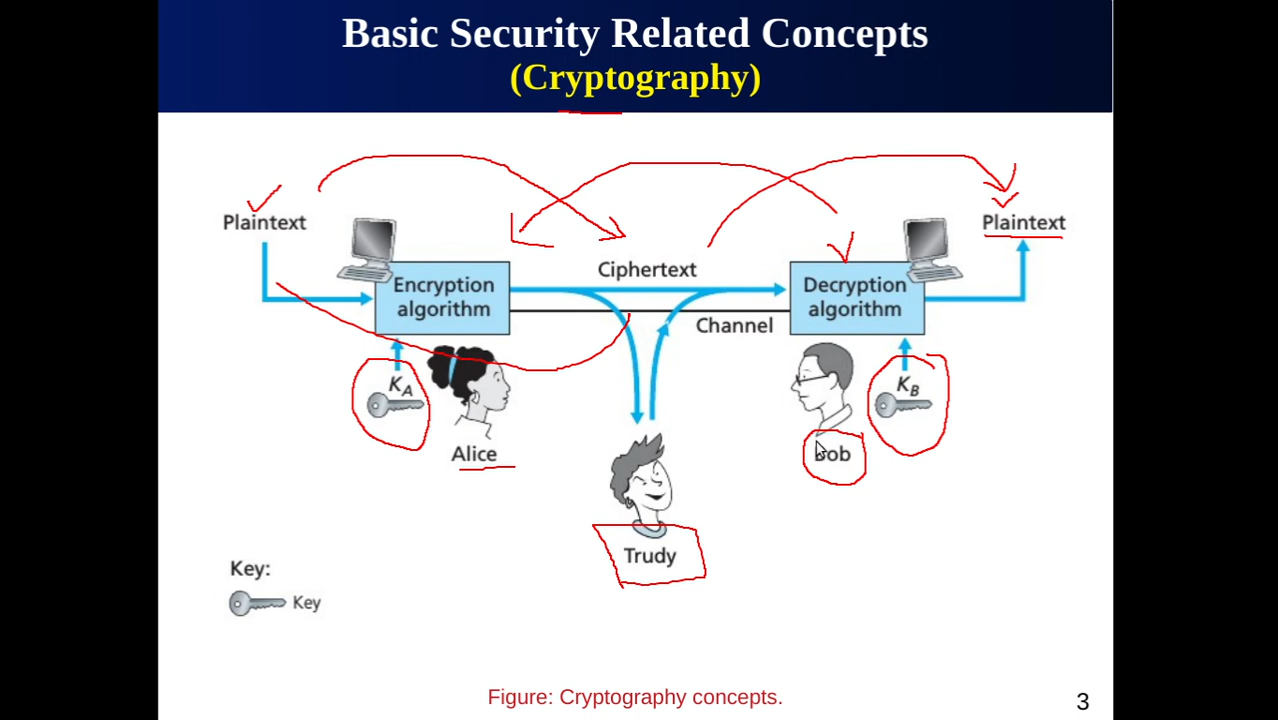 Basic Security Related Concepts
(Cryptography)
Plaintext
Plaintext
Ciphertext
Encryption
algorithm
Decryption
algorithm
Channel
KA
KB
Alice
Bob
Trudy
Key:
Key
Figure: Cryptography concepts.
3